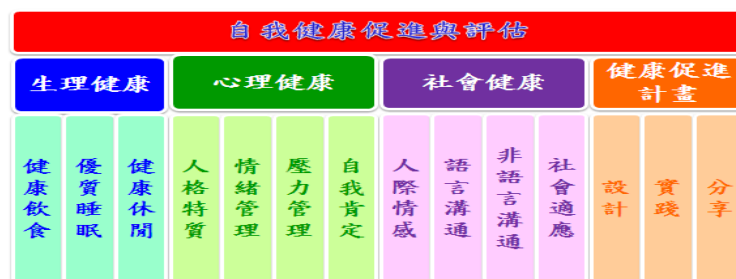 自我健康促進與評估
生理健康
心理健康
社會健康
健康促進
計畫
健康飲食
優質睡眠
健康休閒
人格特質
情緒管理
壓力管理
自我肯定
人際情感
語言溝通
非語言溝通
社會適應
設計
實踐
分享